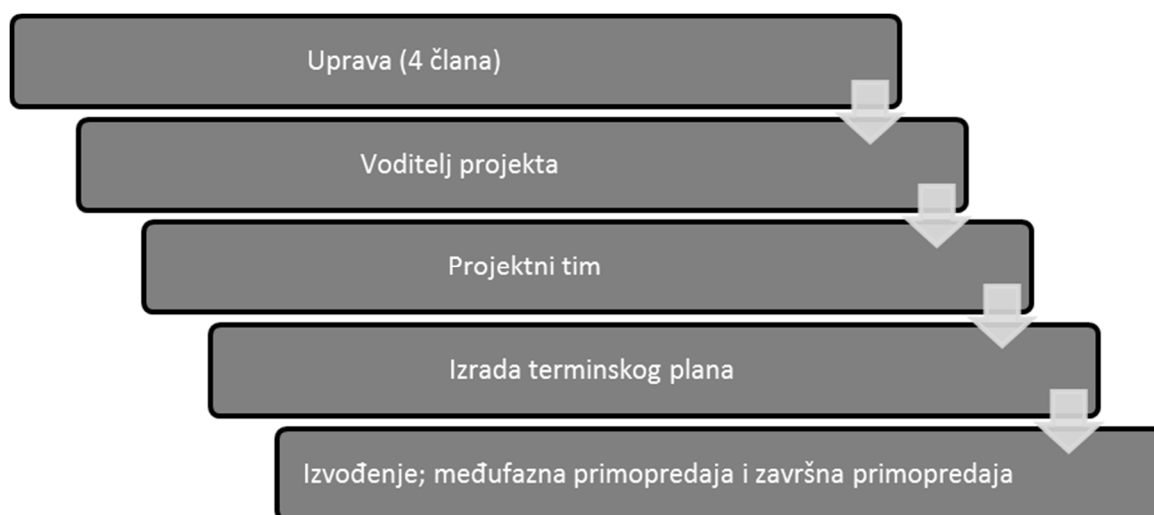 Uprava (4 člana)
Voditelj projekta
Projektni tim
Izrada terminskog plana
Izvođenje; međufazna primopredaja i završna primopredaja